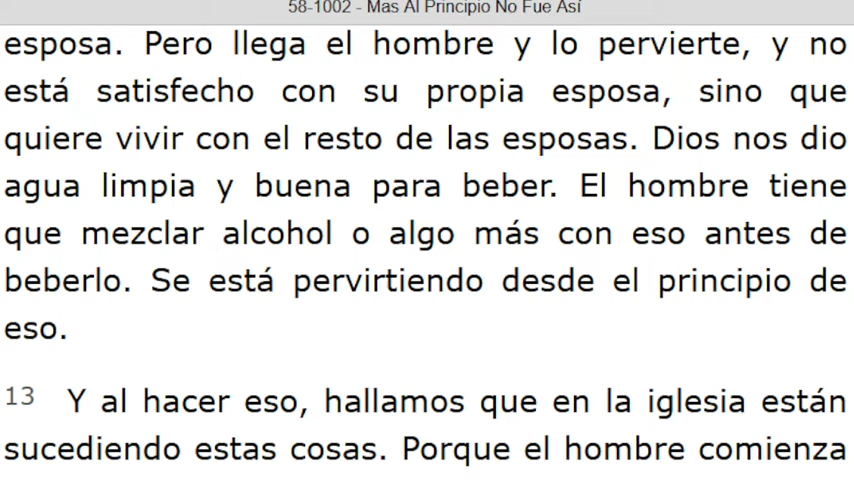 58-1002 - Mas Al Principio No Fue Así
esposa. Pero llega el hombre y lo pervierte, y no
está satisfecho con su propia esposa, sino que
quiere vivir con el resto de las esposas. Dios nos dio
agua limpia y buena para beber. El hombre tiene
que mezclar alcohol o algo más con eso antes de
beberlo. Se está pervirtiendo desde el principio de
eso.
13 Y al hacer eso, hallamos que en la iglesia están
sucediendo estas cosas. Porque el hombre comienza